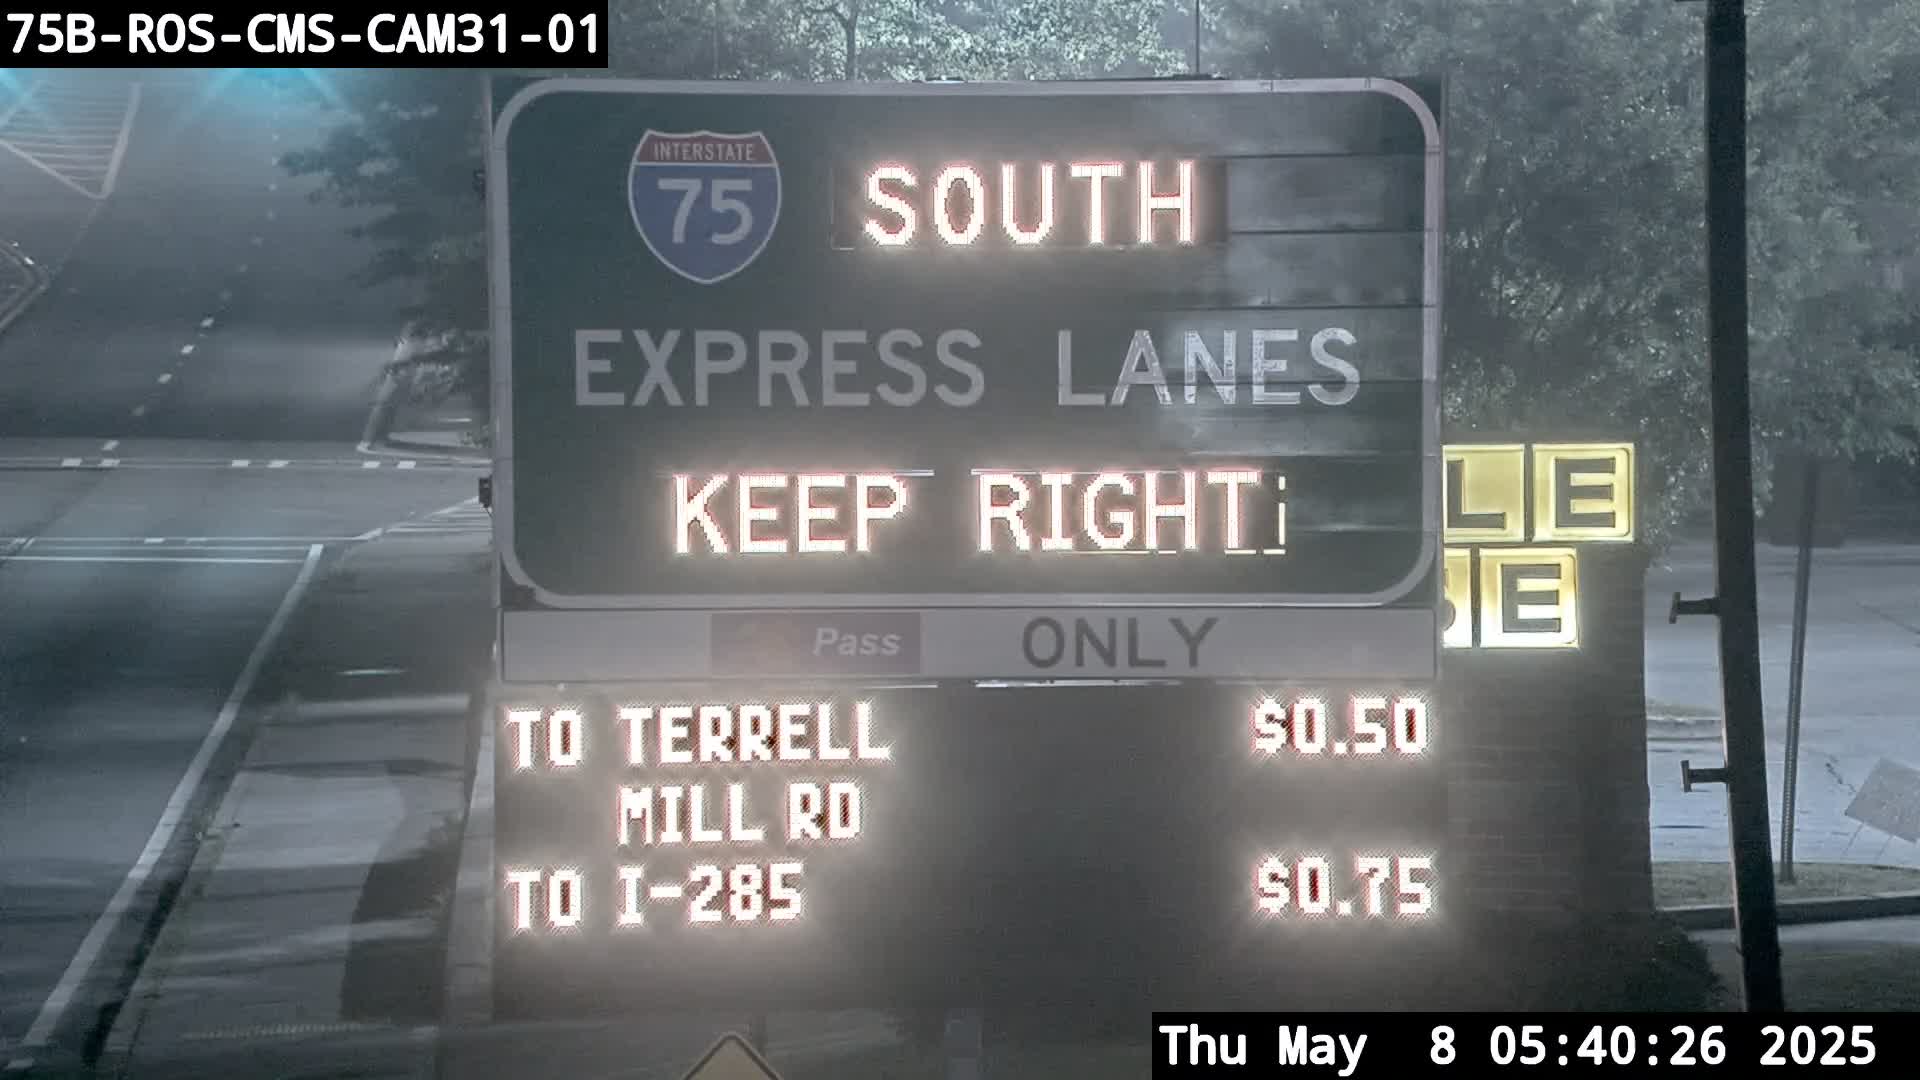 75B-ROS-CMS-CAM31-01
INTERSTATE
75
SOUTH
EXPRESS LANES
KEEP RIGHT
Pass ONLY
TO TERRELL $0.50
MILL RD
TO I-285 $0.75
LE
E
Thu May 8 05:40:26 2025